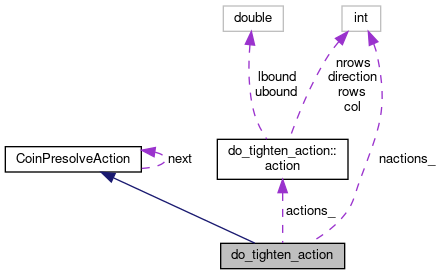 double
int
lbound
ubound
nrows
direction
rows
col
CoinPresolveAction
next
do_tighten_action::
action
nactions_
actions_
do_tighten_action